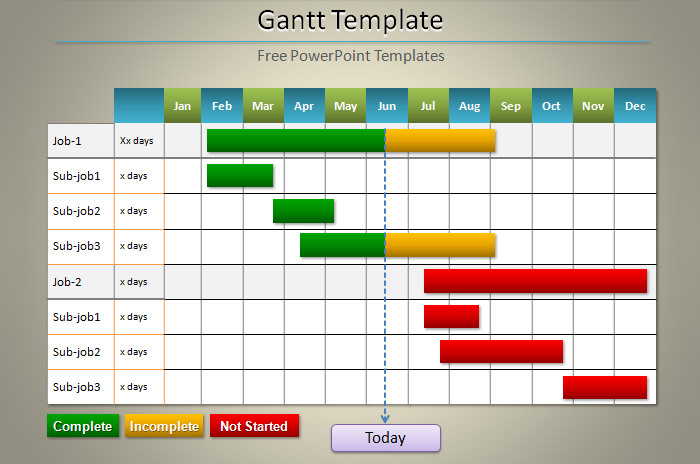 Gantt Template
Free PowerPoint Templates
Jan Feb Mar Apr May Jun Jul Aug Sep Oct Nov Dec
Job-1 Xx days
Sub-job1 x days
Sub-job2 x days
Sub-job3 x days
Job-2 x days
Sub-job1 x days
Sub-job2 x days
Sub-job3 x days
Complete Incomplete Not Started
Today